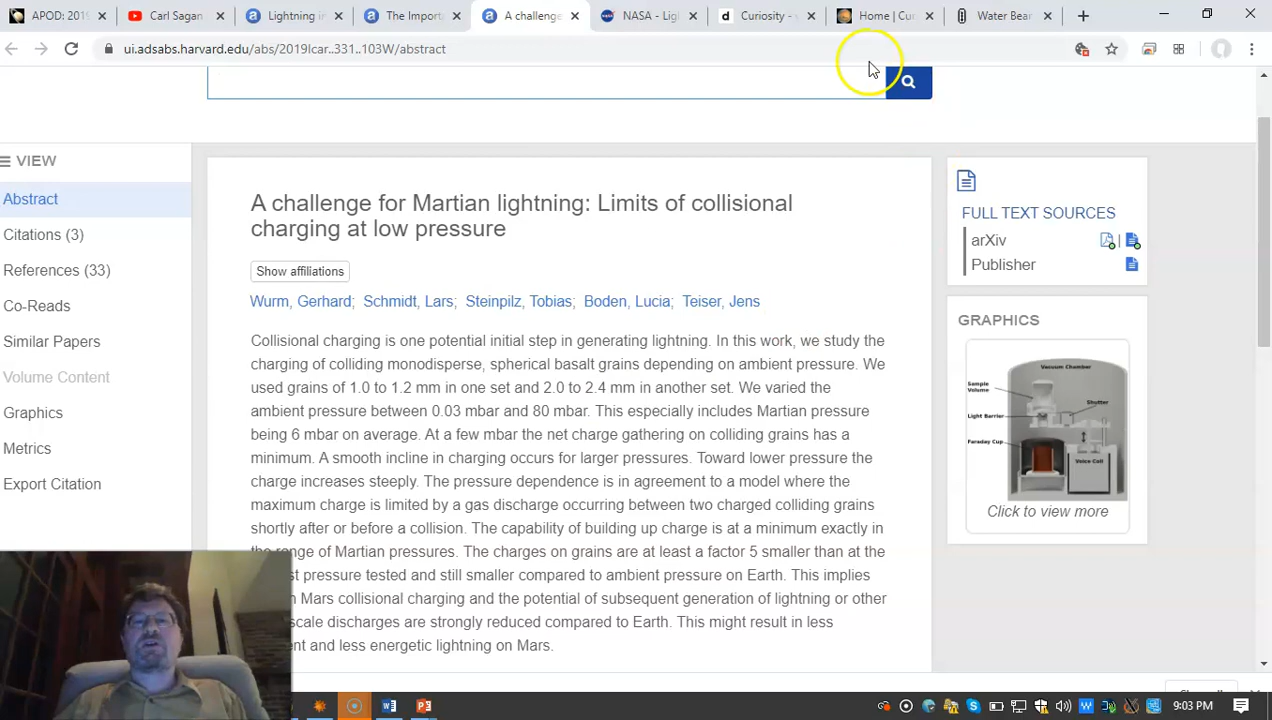 APOD: 201
Carl Sagan
Lightning in
The Import
A challenge
NASA - Lig
Curiosity -
Home | Cur
Water Bear
ui.adsabs.harvard.edu/abs/2019Icar..331..103W/abstract
VIEW
Abstract
Citations (3)
References (33)
Co-Reads
Similar Papers
Volume Content
Graphics
Metrics
Export Citation
A challenge for Martian lightning: Limits of collisional
charging at low pressure
Show affiliations
Wurm, Gerhard; Schmidt, Lars; Steinpilz, Tobias; Boden, Lucia; Teiser, Jens
Collisional charging is one potential initial step in generating lightning. In this work, we study the
charging of colliding monodisperse, spherical basalt grains depending on ambient pressure. We
used grains of 1.0 to 1.2 mm in one set and 2.0 to 2.4 mm in another set. We varied the
ambient pressure between 0.03 mbar and 80 mbar. This especially includes Martian pressure
being 6 mbar on average. At a few mbar the net charge gathering on colliding grains has a
minimum. A smooth incline in charging occurs for larger pressures. Toward lower pressure the
charge increases steeply. The pressure dependence is in agreement to a model where the
maximum charge is limited by a gas discharge occurring between two charged colliding grains
shortly after or before a collision. The capability of building up charge is at a minimum exactly in
the range of Martian pressures. The charges on grains are at least a factor 5 smaller than at the
st pressure tested and still smaller compared to ambient pressure on Earth. This implies
Mars collisional charging and the potential of subsequent generation of lightning or other
scale discharges are strongly reduced compared to Earth. This might result in less
nt and less energetic lightning on Mars.
FULL TEXT SOURCES
arXiv
Publisher
GRAPHICS
Vacuum Chamber
Sample
Volume
Shutter
Light Barrier
Faraday Cup
Voice Coil
Click to view more
9:03 PM